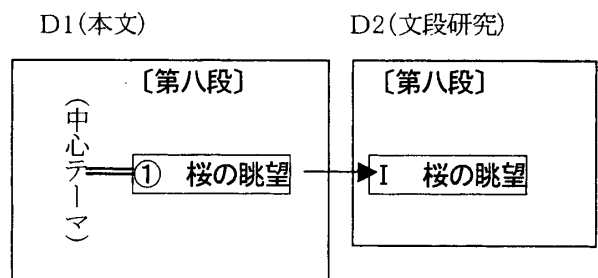 D1(本文)
D2(文段研究)
〔第八段〕
〔第八段〕
(中心テーマ)
① 桜の眺望
I 桜の眺望